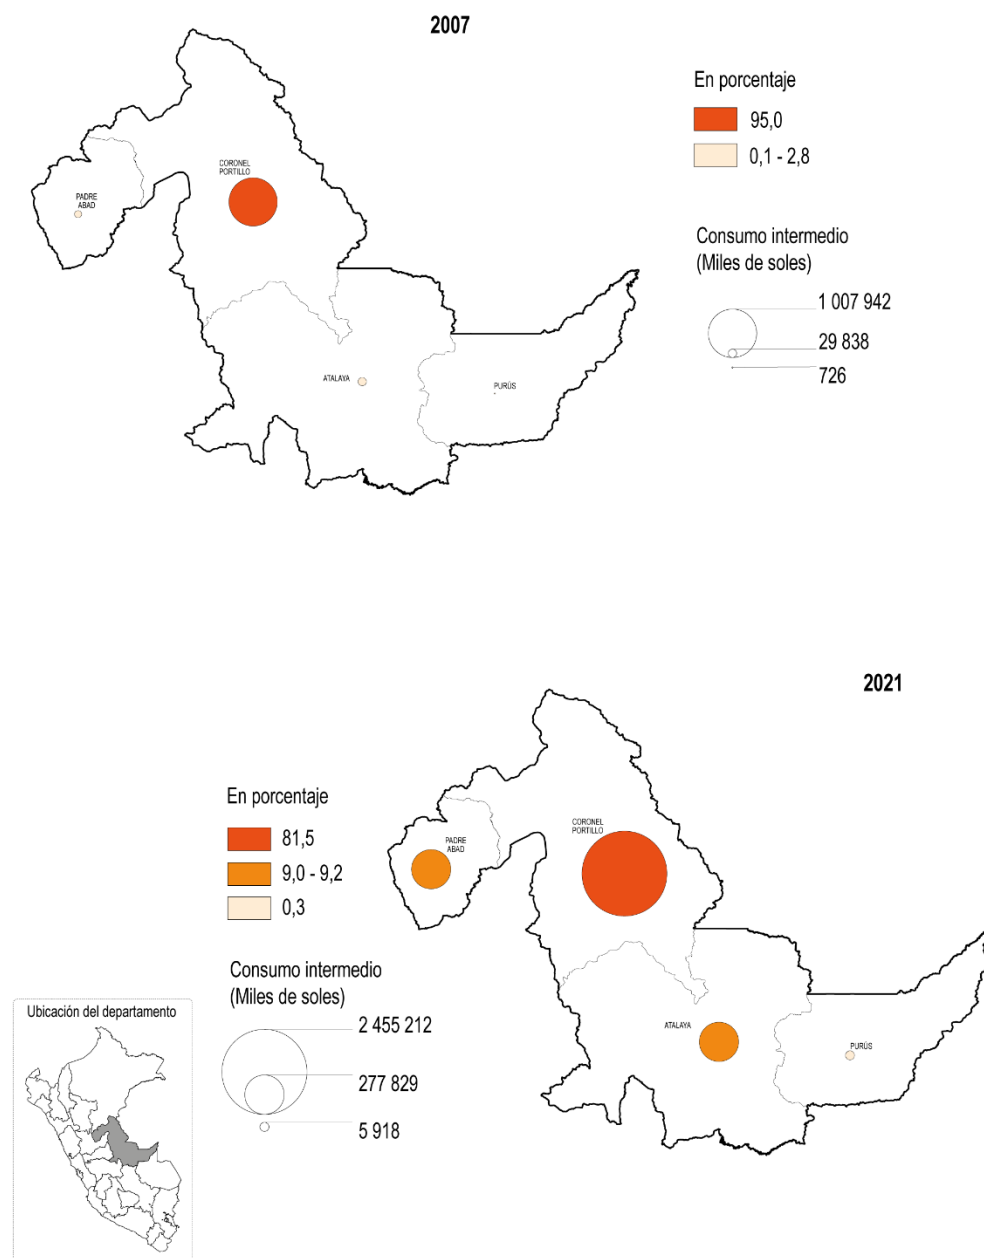 2007
En porcentaje
95,0
0,1 - 2,8
CORONEL
PORTILLO
PADRE
ABAD
Consumo intermedio
(Miles de soles)
1 007 942
29 838
726
ATALAYA
PURÚS
2021
En porcentaje
81,5
9,0 - 9,2
0,3
CORONEL
PORTILLO
PADRE
ABAD
Consumo intermedio
(Miles de soles)
2 455 212
277 829
5 918
ATALAYA
PURÚS
Ubicación del departamento